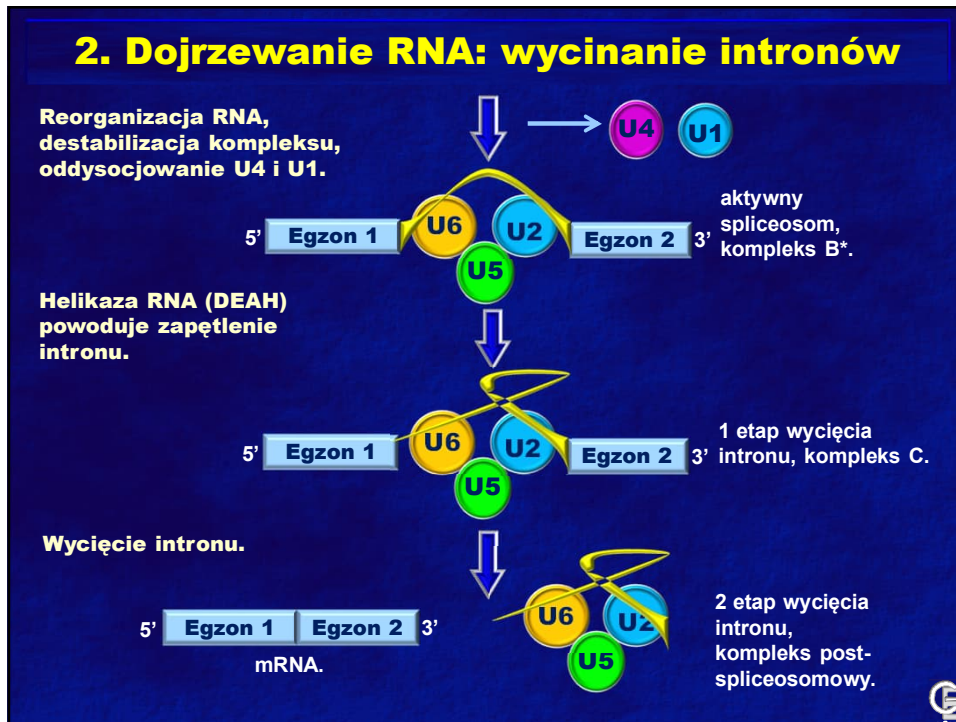 2. Dojrzewanie RNA: wycinanie intronów
Reorganizacja RNA,
destabilizacja kompleksu,
oddysocjowanie U4 i U1.
U4
U1
5’
Egzon 1
U6
U2
U5
Egzon 2
3’
aktywny
spliceosom,
kompleks B*.
Helikaza RNA (DEAH)
powoduje zapętlenie
intronu.
5’
Egzon 1
U6
U2
U5
Egzon 2
3’
1 etap wycięcia
intronu, kompleks C.
Wycięcie intronu.
5’
Egzon 1
Egzon 2
3’
mRNA.
U6
U2
U5
2 etap wycięcia
intronu,
kompleks post-
spliceosomowy.